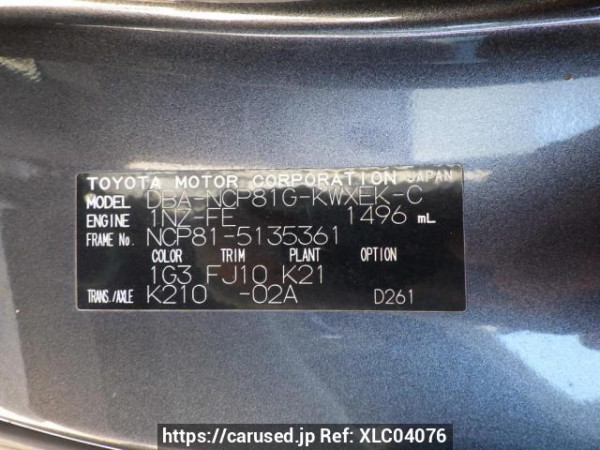 TOYOTA MOTOR CORPORATION JAPAN
MODEL DBA-NCP81G-KWXEK-C
ENGINE 1NZ-FE 1496 mL
FRAME No. NCP81-5135361
COLOR TRIM PLANT OPTION
1G3 FJ10 K21
TRANS./AXLE K210 -02A D261
https://carused.jp Ref: XLC04076